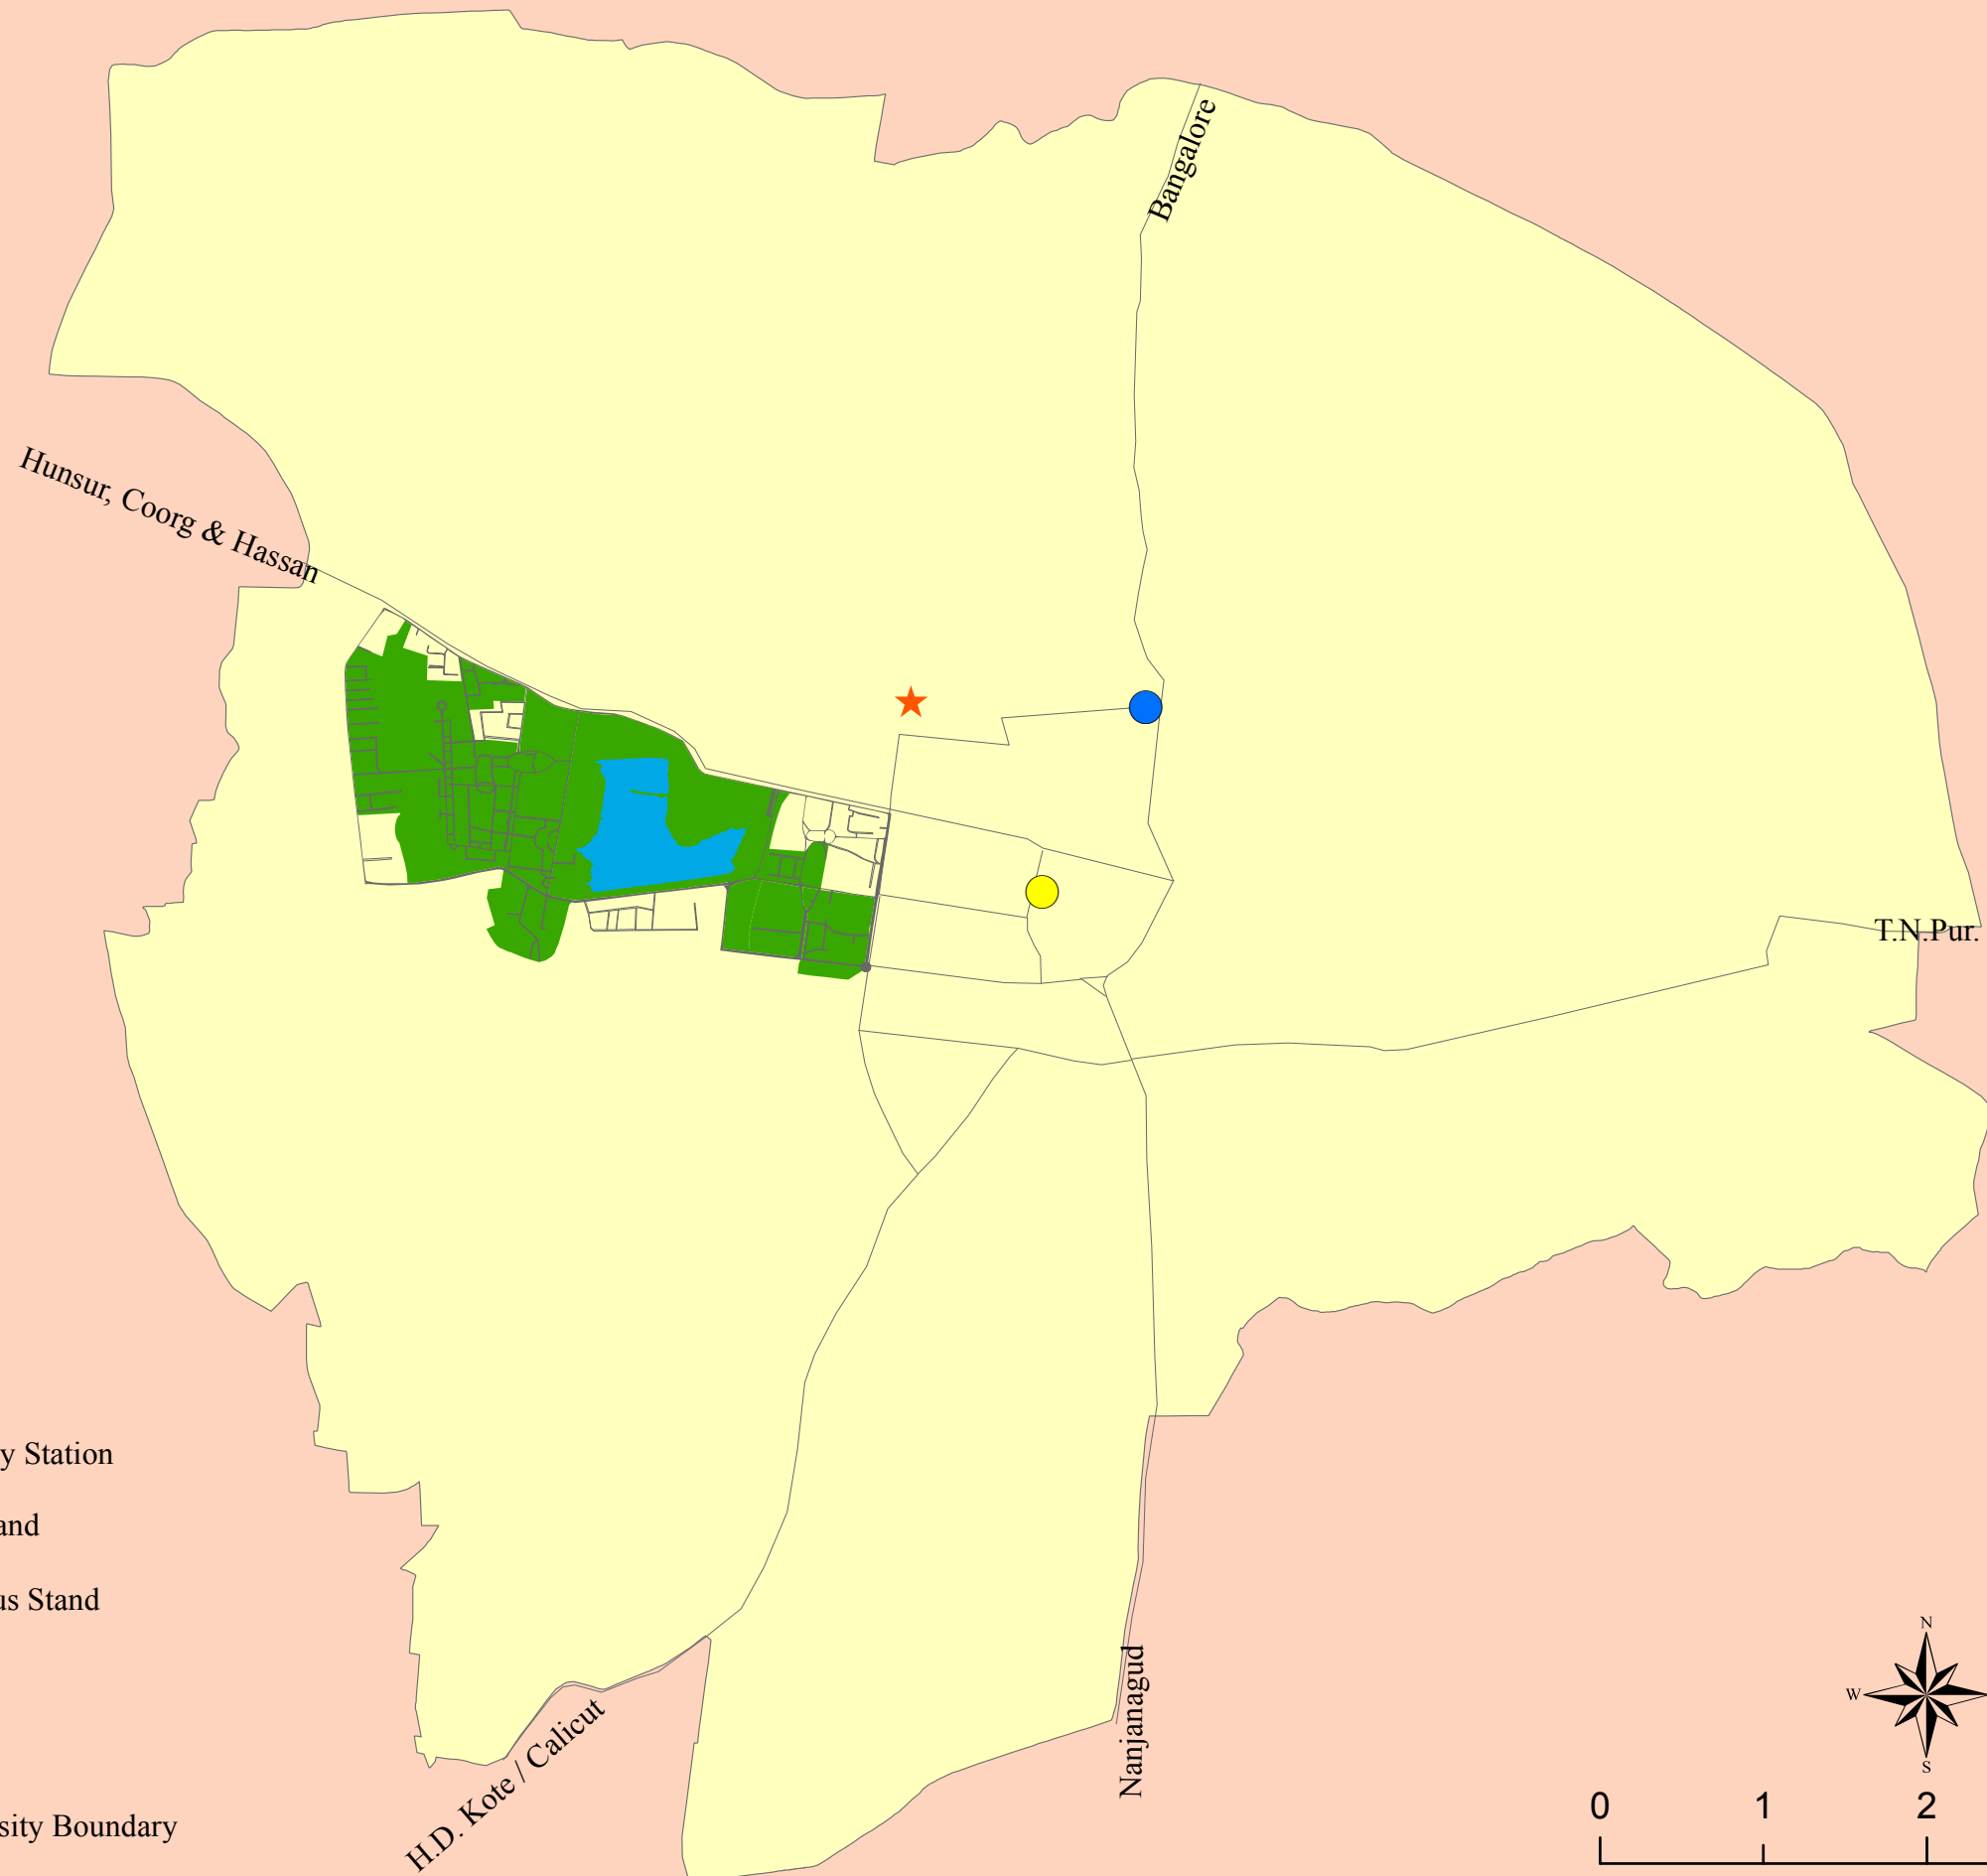 Bangalore
Hunsur, Coorg & Hassan
T.N.Pur.
y Station
and
us Stand
sity Boundary
H.D. Kote / Calicut
Nanjanagud
N
W
S
0 1 2